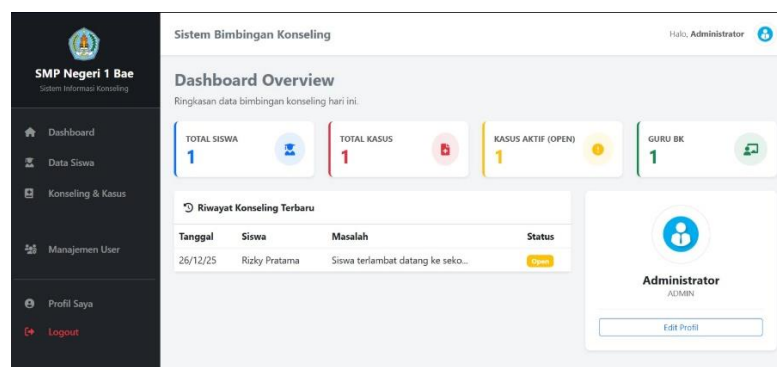 SMP Negeri 1 Bae
Sistem Informasi Konseling
Dashboard
Data Siswa
Konseling & Kasus
Manajemen User
Profil Saya
Logout
Sistem Bimbingan Konseling
Halo, Administrator
Dashboard Overview
Ringkasan data bimbingan konseling hari ini.
TOTAL SISWA
1
TOTAL KASUS
1
KASUS AKTIF (OPEN)
1
GURU BK
1
Riwayat Konseling Terbaru
Tanggal Siswa Masalah Status
26/12/25 Rizky Pratama Siswa terlambat datang ke seko... Open
Administrator
ADMIN
Edit Profil